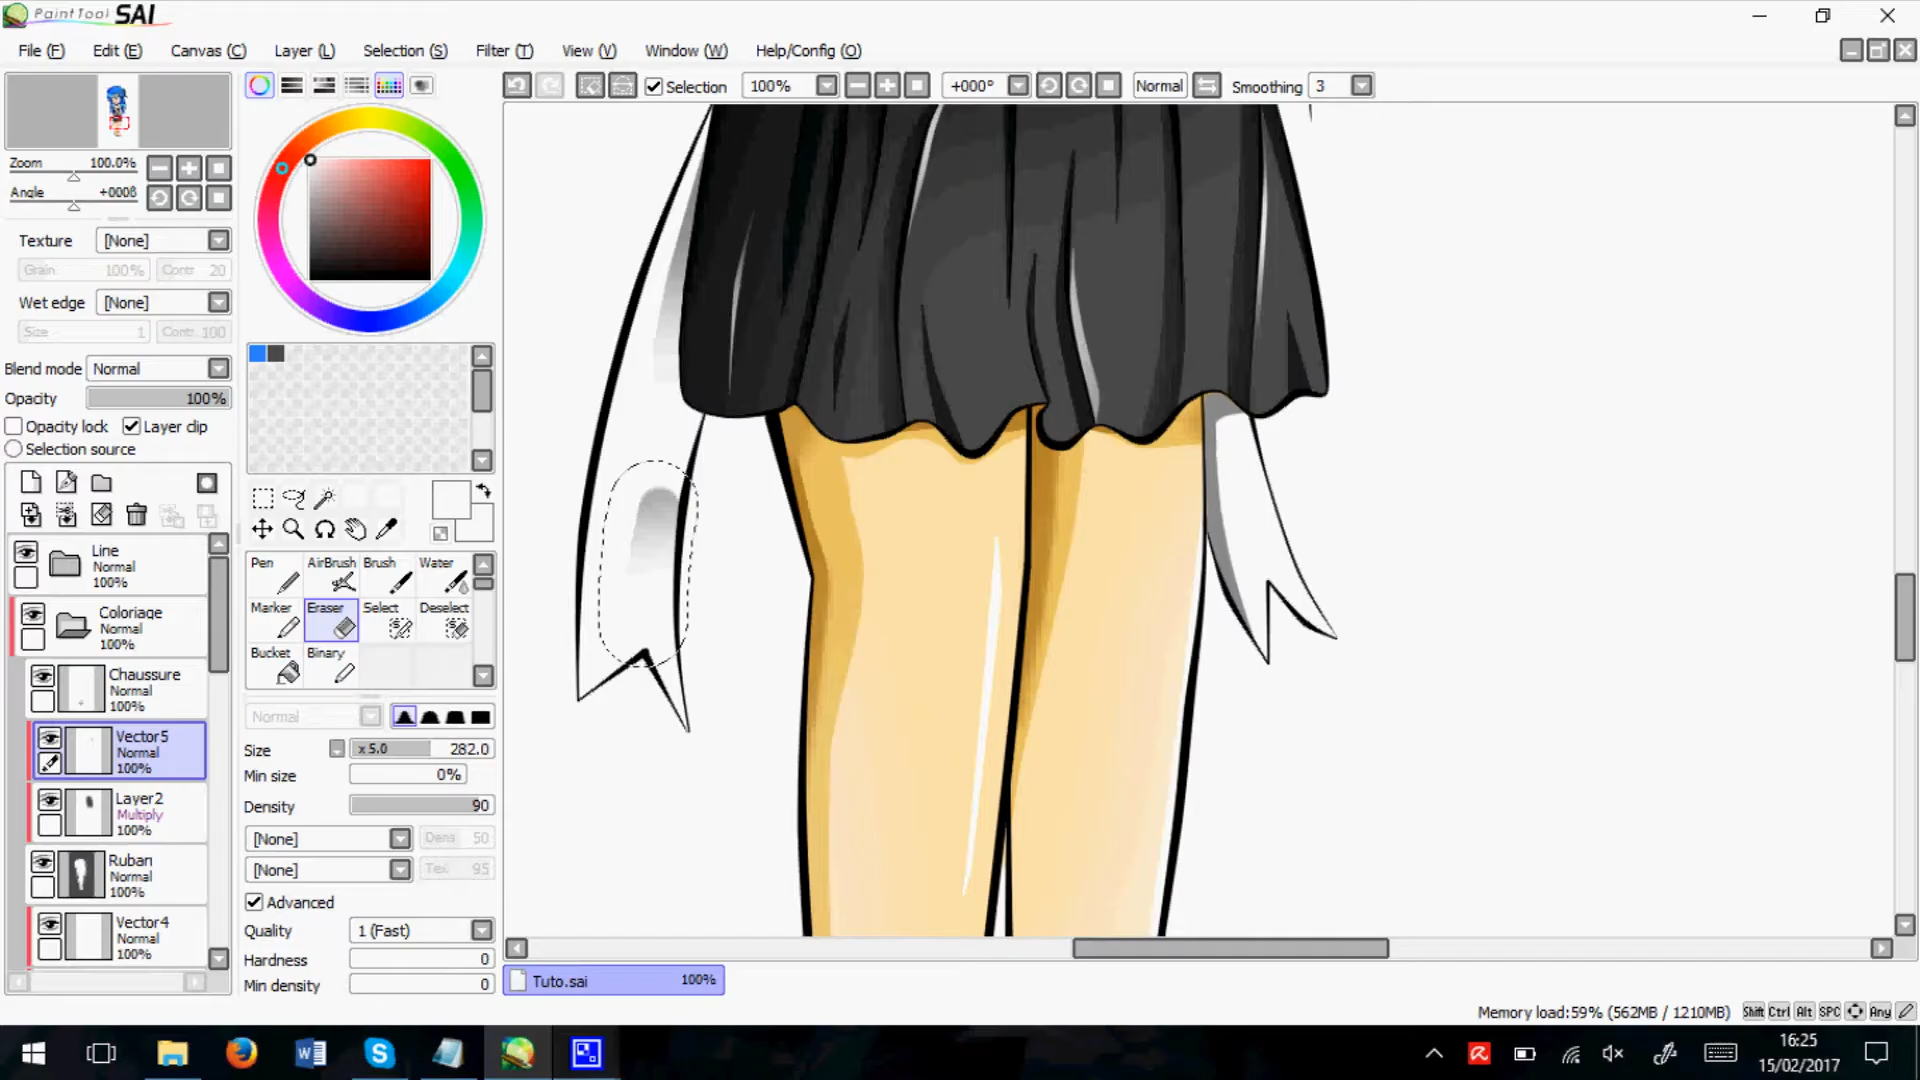 PaintTool SAI
File (F) Edit (E) Canvas (C) Layer (L) Selection (S) Filter (T) View (V) Window (W) Help/Config (O)
Selection 100% +000° Normal Smoothing 3
Zoom 100.0%
Angle +000ß
Texture [None]
Grain 100% Contr 20
Wet edge [None]
Size 1 Contr 100
Blend mode Normal
Opacity 100%
Opacity lock Layer clip
Selection source
Line
Normal
100%
Coloriage
Normal
100%
Chaussure
Normal
100%
Vector5
Normal
100%
Layer2
Multiply
100%
Ruban
Normal
100%
Vector4
Normal
100%
Pen AirBrush Brush Water
Marker Eraser Select Deselect
Bucket Binary
Normal
Size x 5.0 282.0
Min size 0%
Density 90
[None] Dens 50
[None] Tex 95
Advanced
Quality 1 (Fast)
Hardness 0
Min density 0
Tuto.sai 100%
Memory load:59% (562MB / 1210MB) Shift Ctrl Alt SPC Any
16:25
15/02/2017